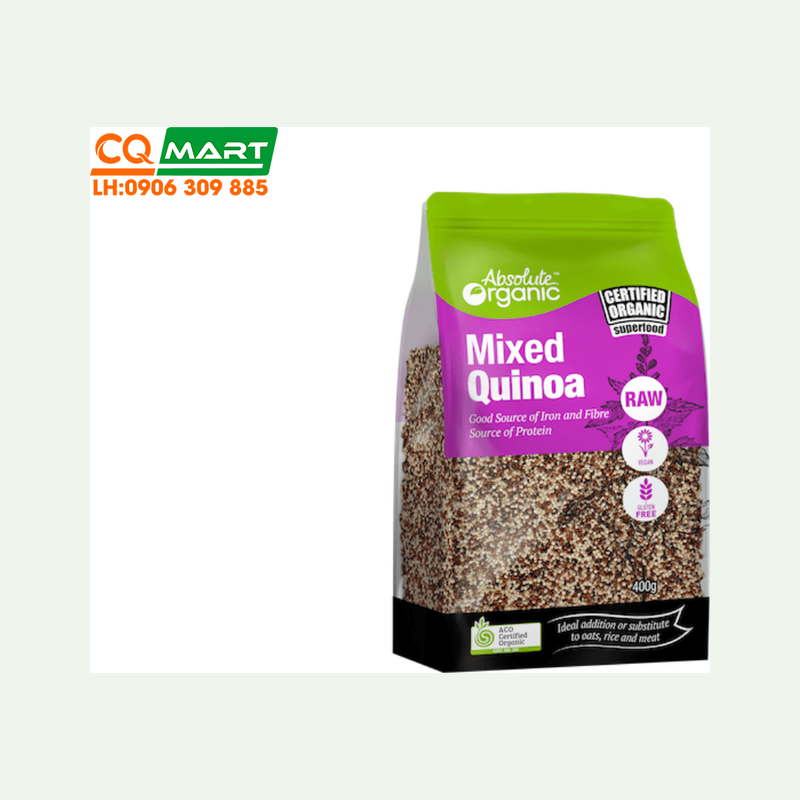 CQ MART
LH:0906 309 885
Absolute™
Organic
CERTIFIED
ORGANIC
superfood
Mixed
Quinoa
Good Source of Iron and Fibre
Source of Protein
RAW
VEGAN
GLUTEN
FREE
400g
ACO
Certified
Organic
Ideal addition or substitute
to oats, rice and meat